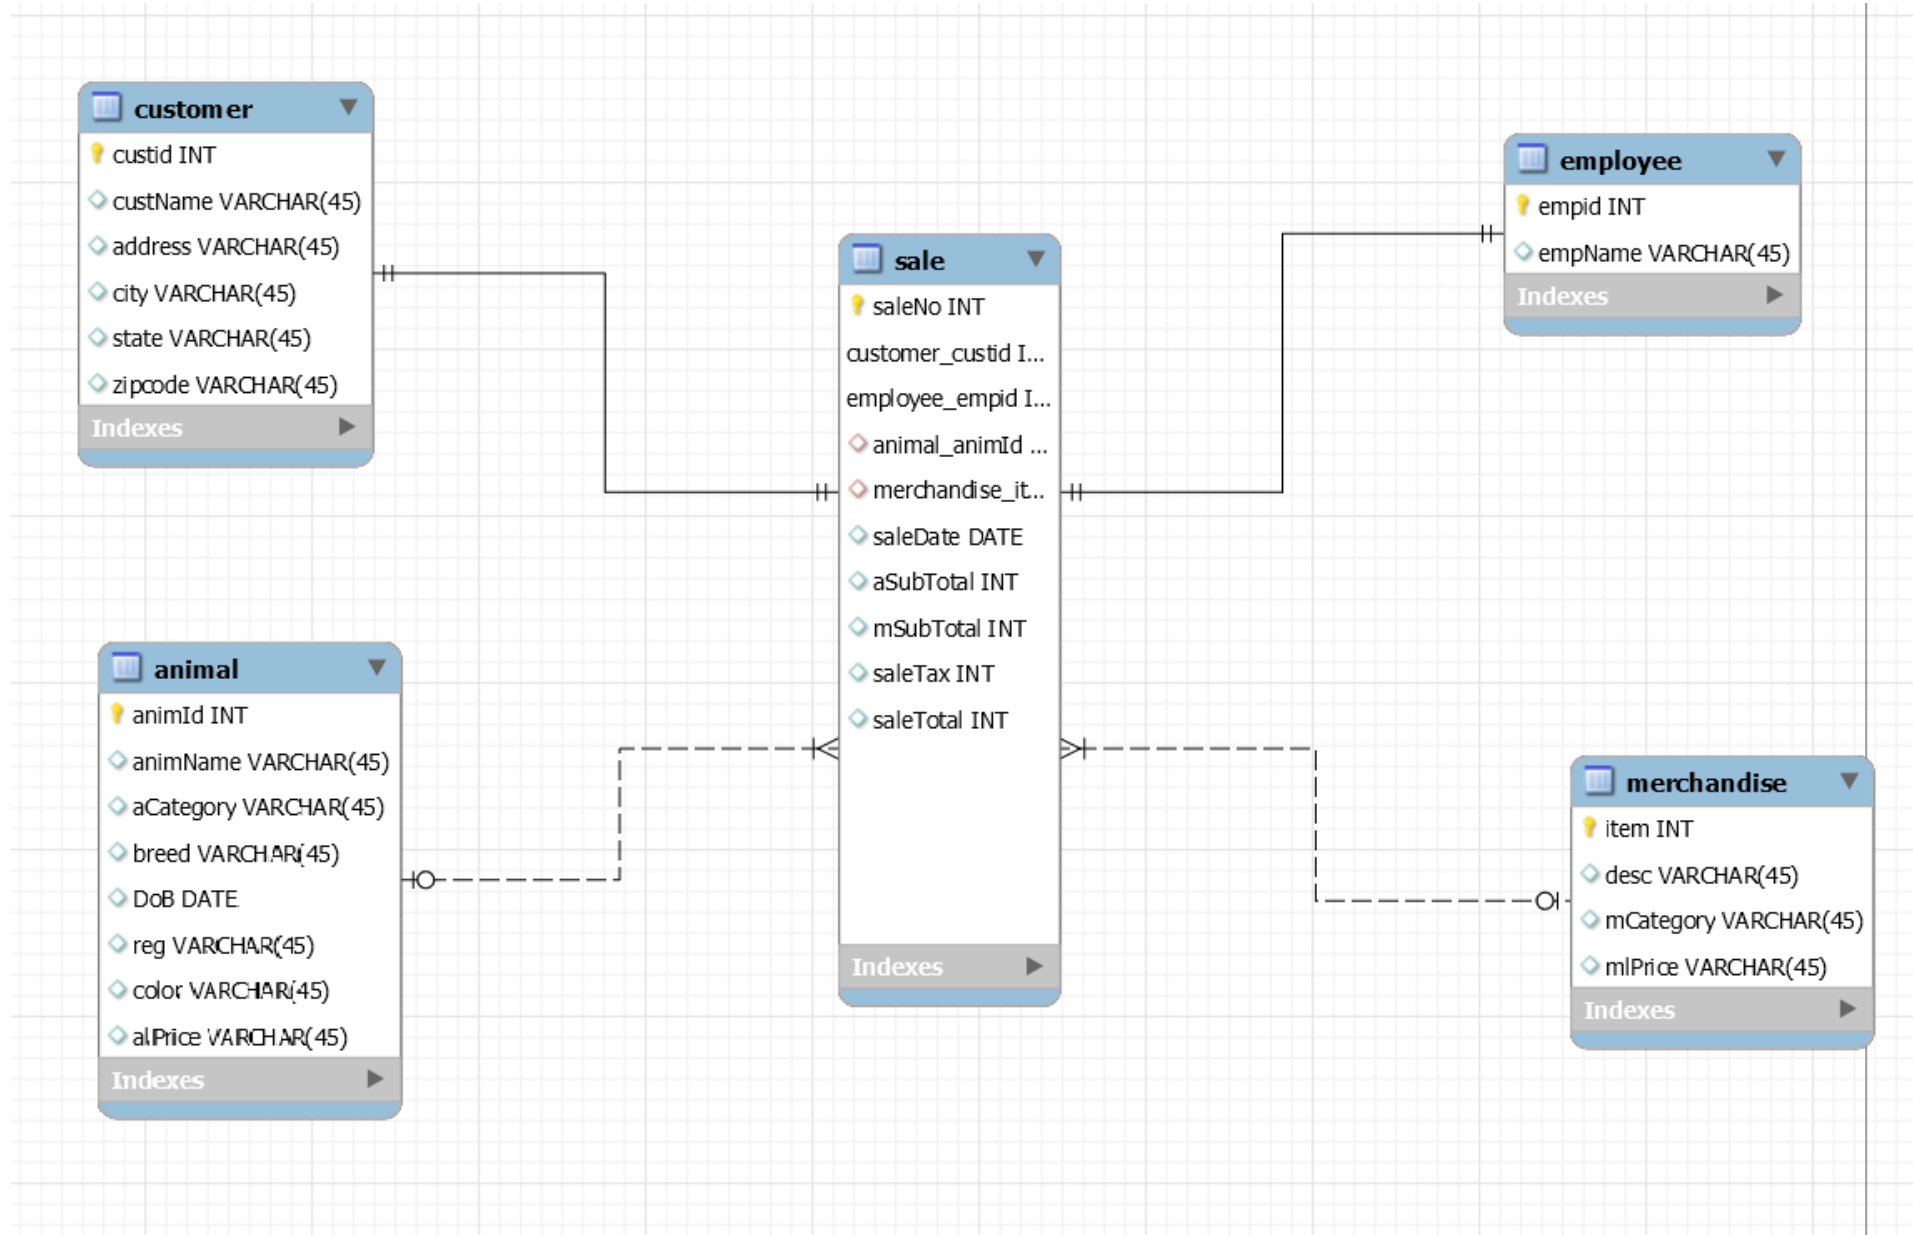 customer
custid INT
custName VARCHAR(45)
address VARCHAR(45)
city VARCHAR(45)
state VARCHAR(45)
zipcode VARCHAR(45)
Indexes
employee
empid INT
empName VARCHAR(45)
Indexes
sale
saleNo INT
customer_custid I...
employee_empid I...
animal_animId ...
merchandise_it...
saleDate DATE
aSubTotal INT
mSubTotal INT
saleTax INT
saleTotal INT
Indexes
animal
animId INT
animName VARCHAR(45)
aCategory VARCHAR(45)
breed VARCHAR(45)
DoB DATE
reg VARCHAR(45)
color VARCHAR(45)
alPrice VARCHAR(45)
Indexes
merchandise
item INT
desc VARCHAR(45)
mCategory VARCHAR(45)
mlPrice VARCHAR(45)
Indexes